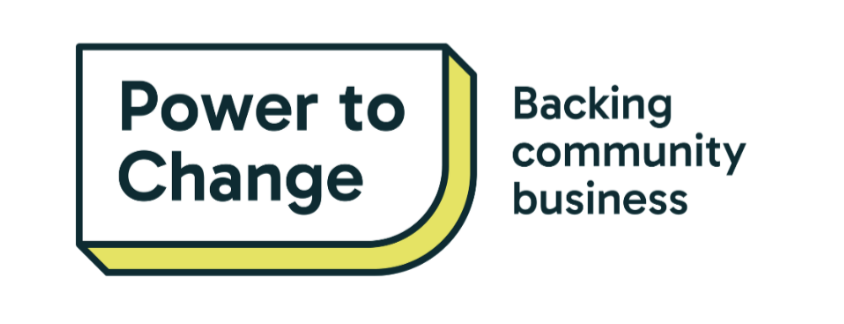 Power to
Change
Backing
community
business